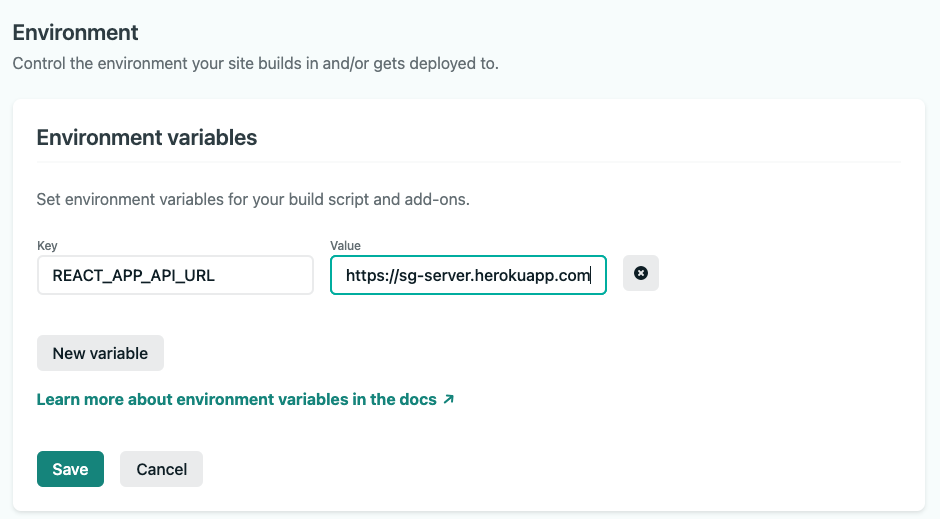 Environment
Control the environment your site builds in and/or gets deployed to.
Environment variables
Set environment variables for your build script and add-ons.
Key Value
REACT_APP_API_URL https://sg-server.herokuapp.com
New variable
Learn more about environment variables in the docs ↗
Save Cancel